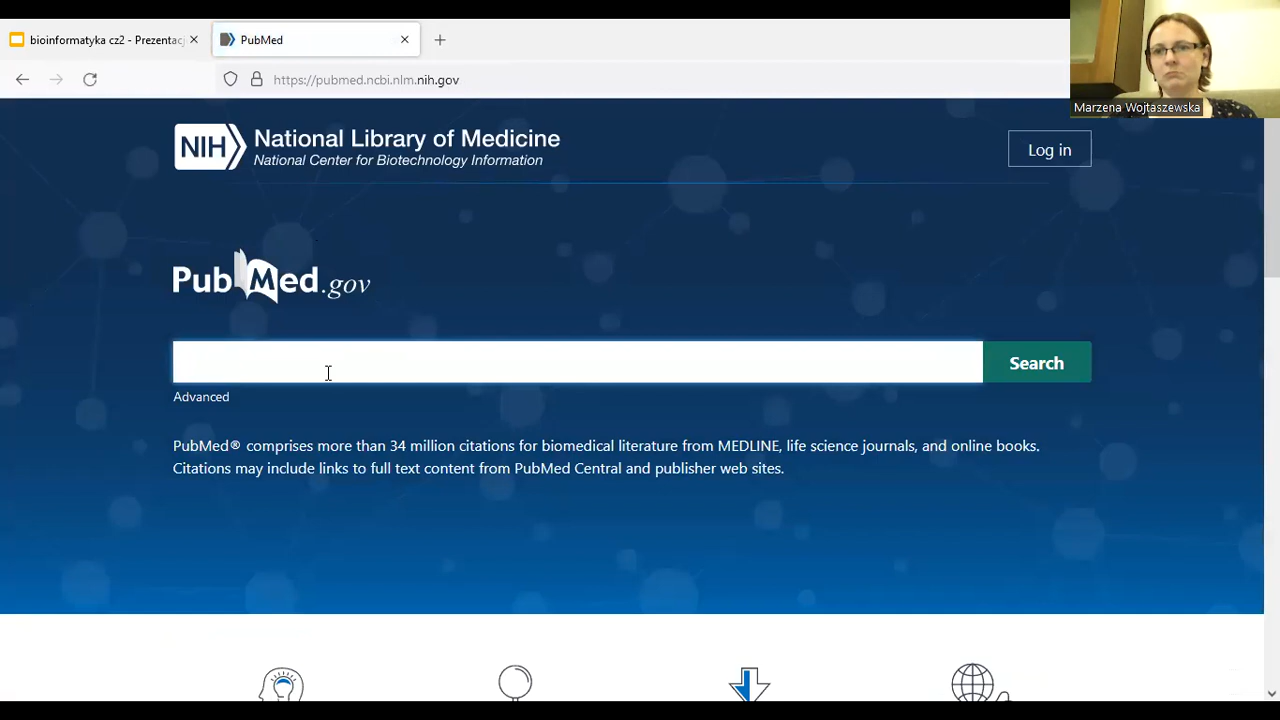 bioinformatyka cz2 - Prezentacj
PubMed
https://pubmed.ncbi.nlm.nih.gov
Marzena Wojtaszewska
NIH
National Library of Medicine
National Center for Biotechnology Information
Log in
PubMed.gov
Search
Advanced
PubMed® comprises more than 34 million citations for biomedical literature from MEDLINE, life science journals, and online books.
Citations may include links to full text content from PubMed Central and publisher web sites.